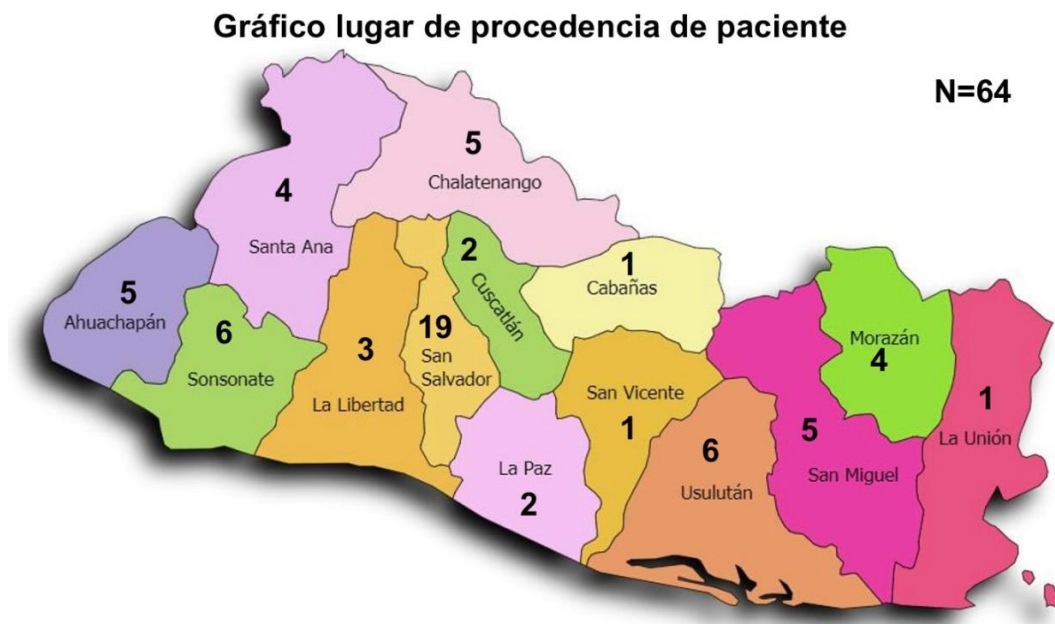 Gráfico lugar de procedencia de paciente
N=64
5
Chalatenango
4
Santa Ana
2
Cuscatlán
1
Cabañas
5
Ahuachapán
6
Sonsonate
3
La Libertad
19
San
Salvador
Morazán
4
San Vicente
1
1
La Unión
5
San Miguel
6
Usulután
La Paz
2